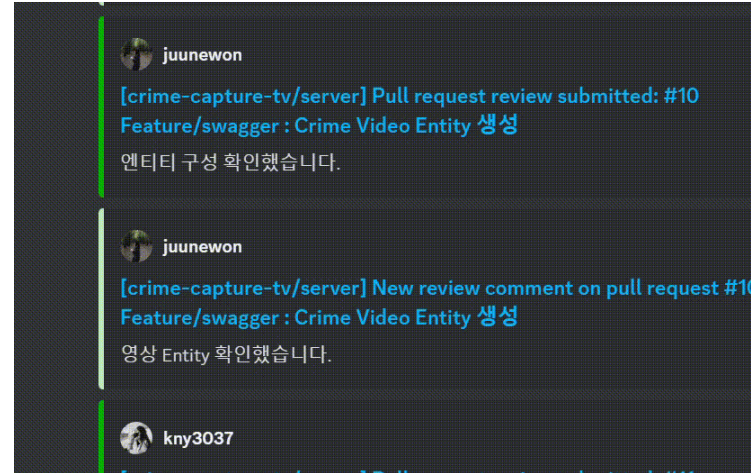 juunewon
[crime-capture-tv/server] Pull request review submitted: #10
Feature/swagger : Crime Video Entity 생성
엔티티 구성 확인했습니다.
juunewon
[crime-capture-tv/server] New review comment on pull request #10
Feature/swagger : Crime Video Entity 생성
영상 Entity 확인했습니다.
kny3037